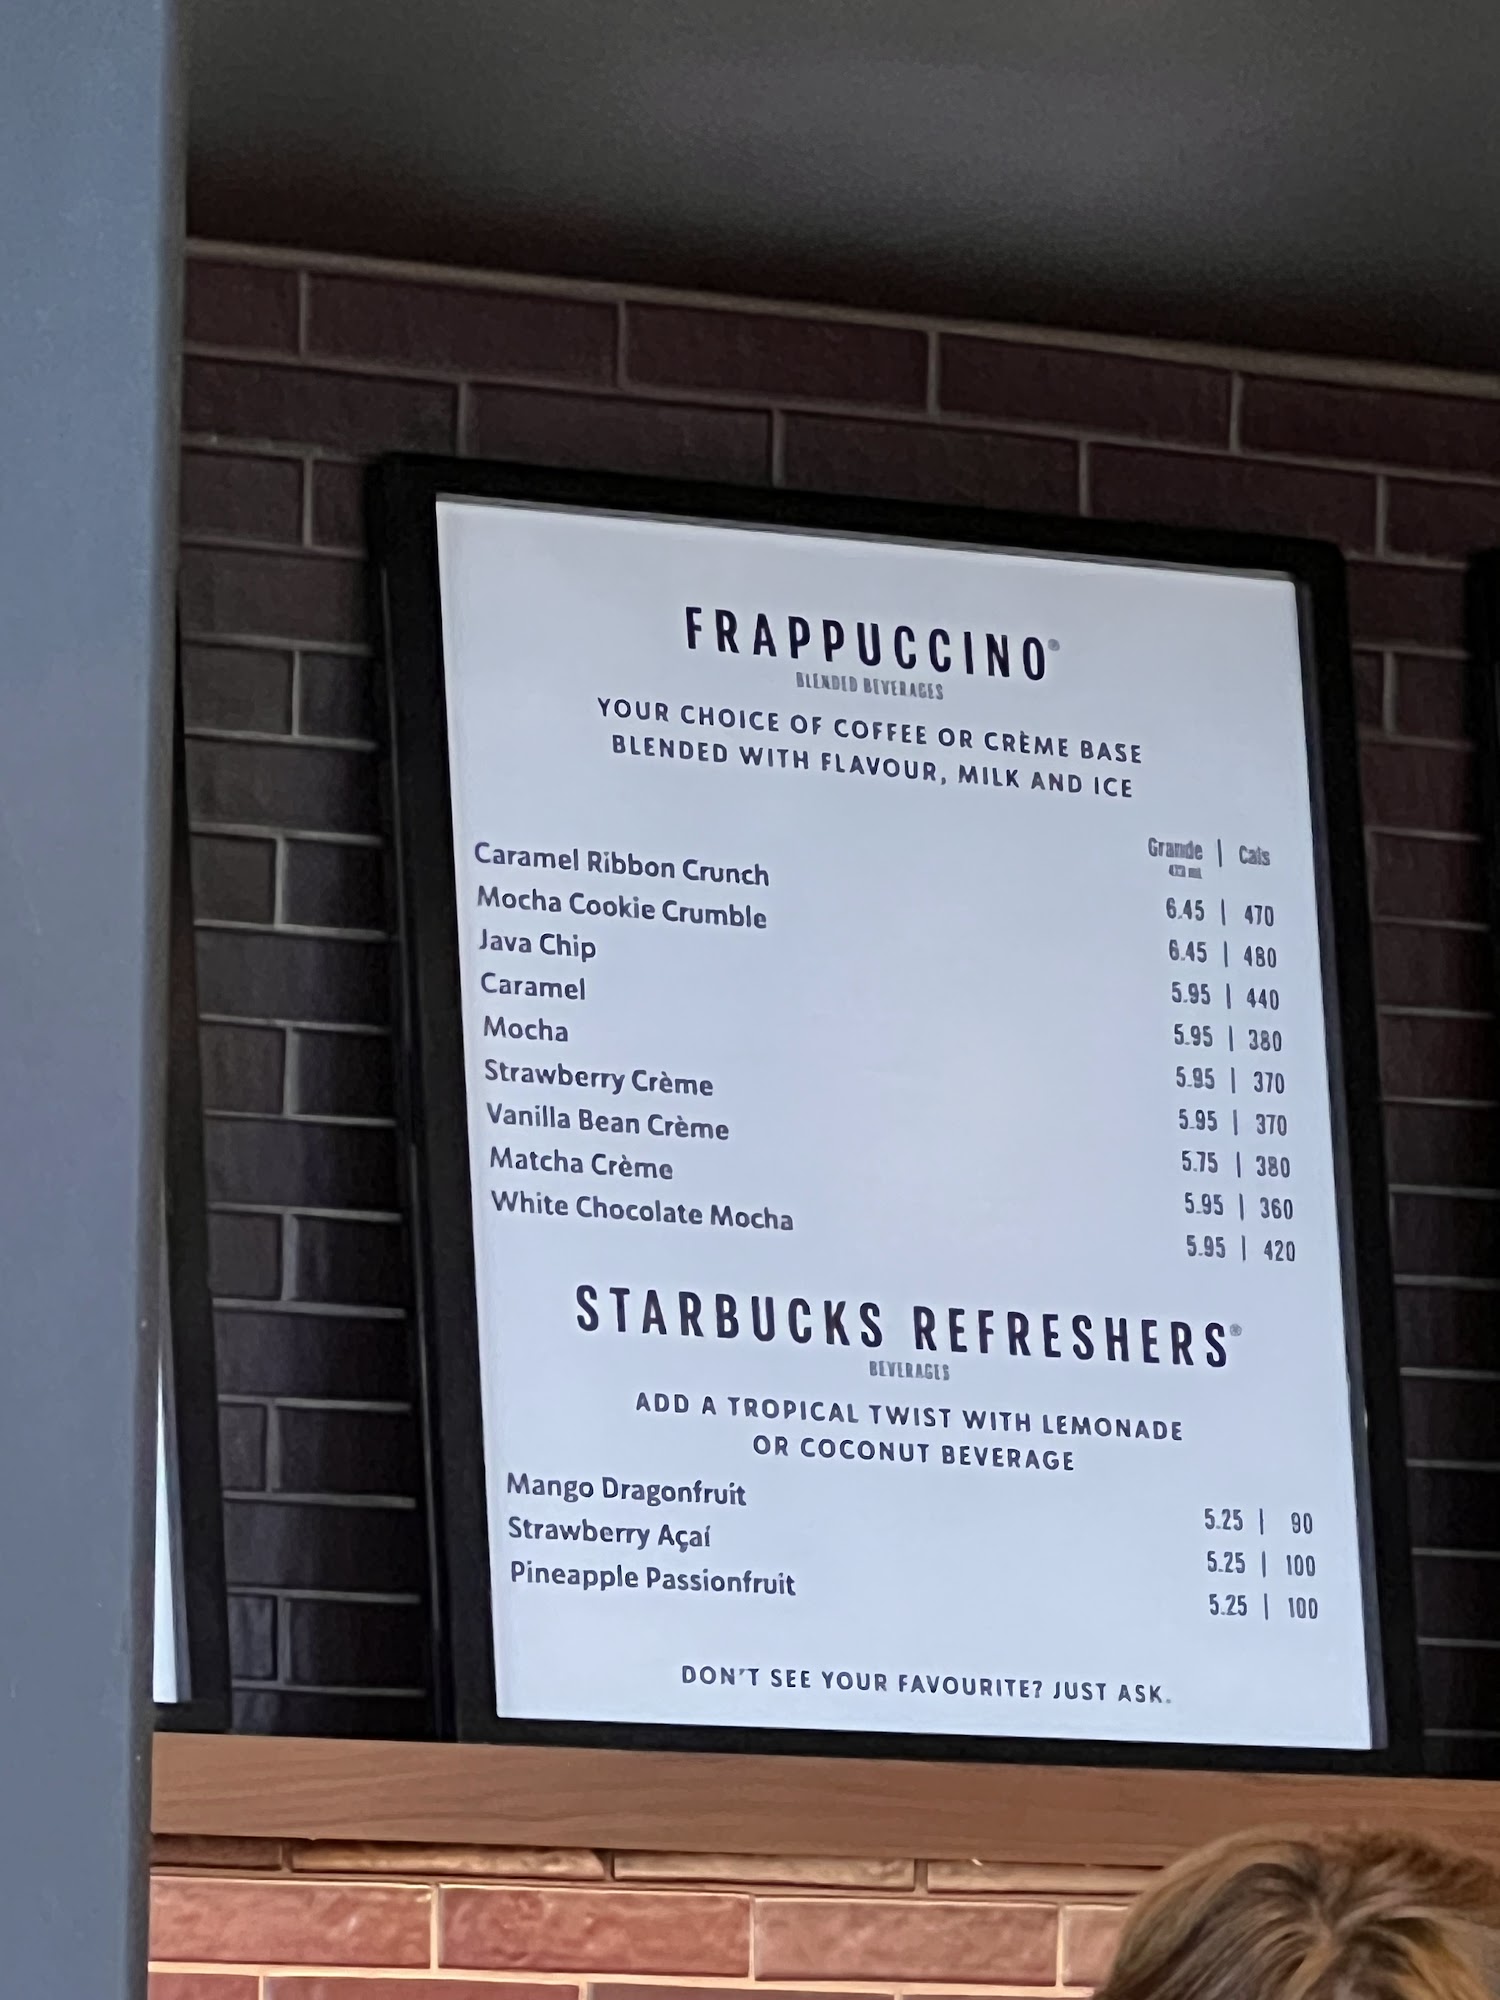 FRAPPUCCINO®
BLENDED BEVERAGES
YOUR CHOICE OF COFFEE OR CRÈME BASE
BLENDED WITH FLAVOUR, MILK AND ICE
Grande | Cals
473 mL
Caramel Ribbon Crunch 6.45 | 470
Mocha Cookie Crumble 6.45 | 480
Java Chip 5.95 | 440
Caramel 5.95 | 380
Mocha 5.95 | 370
Strawberry Crème 5.95 | 370
Vanilla Bean Crème 5.75 | 380
Matcha Crème 5.95 | 360
White Chocolate Mocha 5.95 | 420
STARBUCKS REFRESHERS®
BEVERAGES
ADD A TROPICAL TWIST WITH LEMONADE
OR COCONUT BEVERAGE
Mango Dragonfruit 5.25 | 90
Strawberry Açaí 5.25 | 100
Pineapple Passionfruit 5.25 | 100
DON'T SEE YOUR FAVOURITE? JUST ASK.